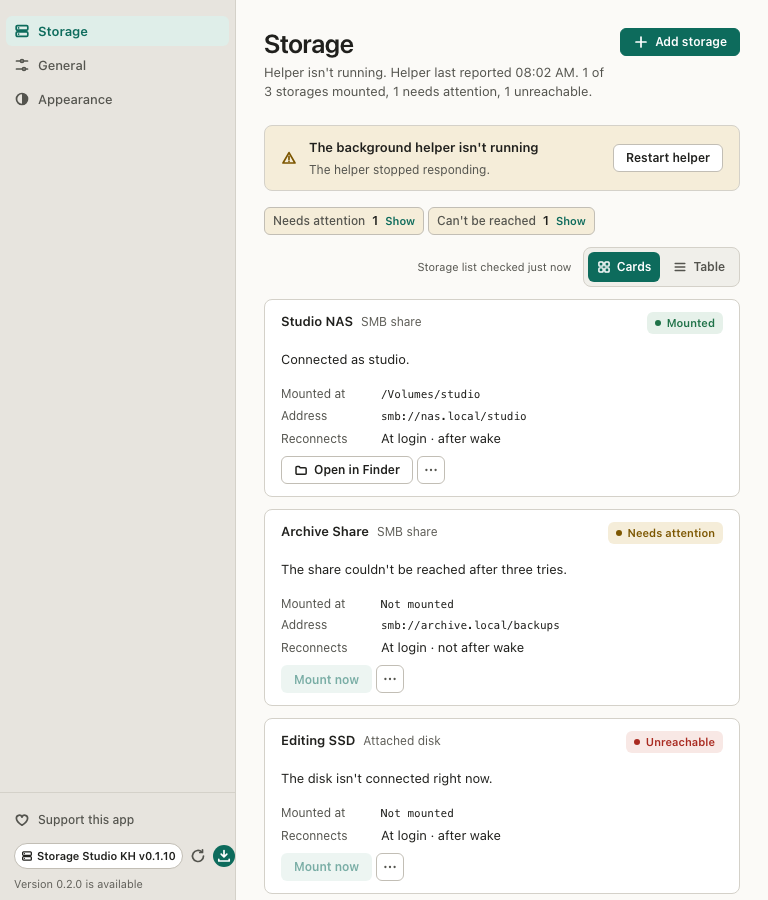 Storage
General
Appearance
Support this app
Storage Studio KH v0.1.10
Version 0.2.0 is available
Storage
Add storage
Helper isn't running. Helper last reported 08:02 AM. 1 of
3 storages mounted, 1 needs attention, 1 unreachable.
The background helper isn't running
The helper stopped responding.
Restart helper
Needs attention 1 Show
Can't be reached 1 Show
Storage list checked just now
Cards
Table
Studio NAS SMB share
Mounted
Connected as studio.
Mounted at /Volumes/studio
Address smb://nas.local/studio
Reconnects At login · after wake
Open in Finder
Archive Share SMB share
Needs attention
The share couldn't be reached after three tries.
Mounted at Not mounted
Address smb://archive.local/backups
Reconnects At login · not after wake
Mount now
Editing SSD Attached disk
Unreachable
The disk isn't connected right now.
Mounted at Not mounted
Reconnects At login · after wake
Mount now